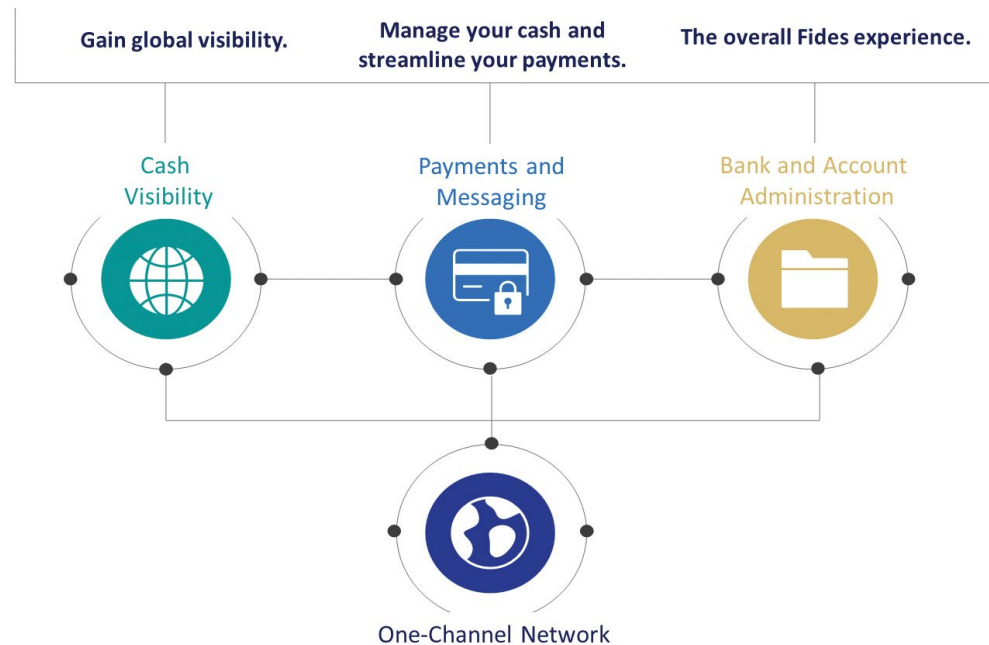 Gain global visibility.
Manage your cash and
streamline your payments.
The overall Fides experience.
Cash
Visibility
Payments and
Messaging
Bank and Account
Administration
One-Channel Network